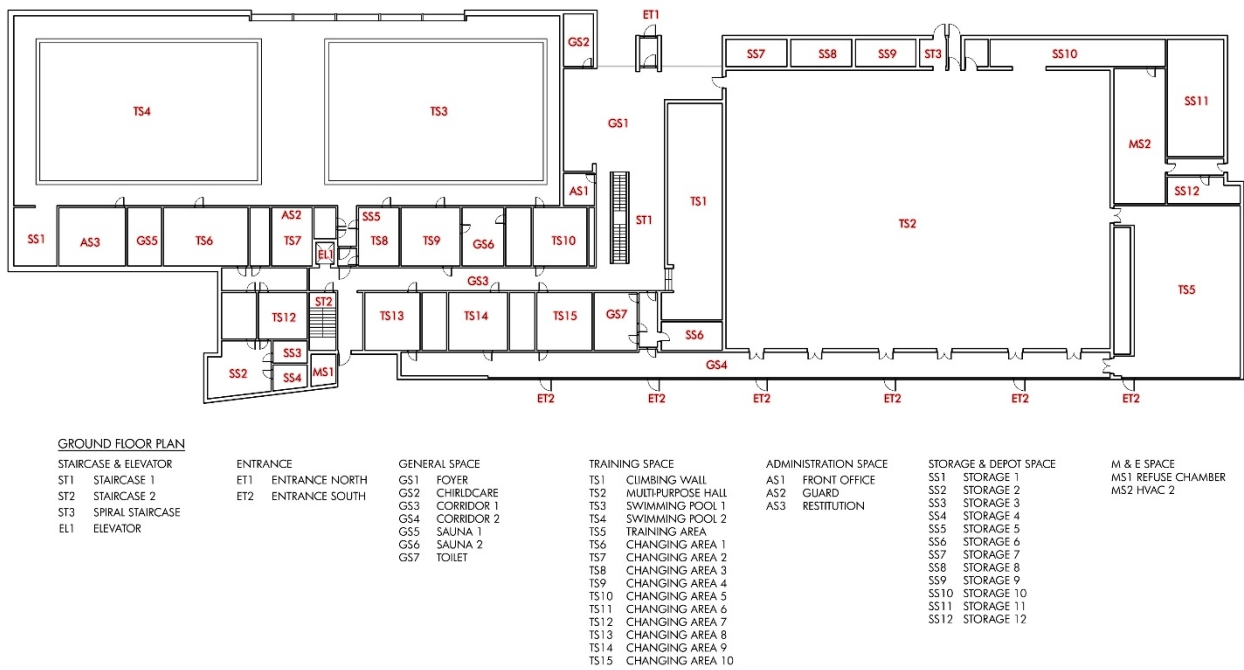 ET1
GS2
SS7 SS8 SS9 ST3 SS10
TS4 TS3 GS1 SS11
MS2
AS1 SS12
TS1 ST1 TS2
SS1 AS3 GS5 TS6 AS2 TS7 SS5 TS8 TS9 GS6 TS10
EL1
GS3
TS5
ST2
TS12 TS13 TS14 TS15 GS7 SS6
SS3
SS2 SS4 MS1 GS4
ET2 ET2 ET2 ET2 ET2 ET2
GROUND FLOOR PLAN
STAIRCASE & ELEVATOR
ST1 STAIRCASE 1
ST2 STAIRCASE 2
ST3 SPIRAL STAIRCASE
EL1 ELEVATOR
ENTRANCE
ET1 ENTRANCE NORTH
ET2 ENTRANCE SOUTH
GENERAL SPACE
GS1 FOYER
GS2 CHIRLDCARE
GS3 CORRIDOR 1
GS4 CORRIDOR 2
GS5 SAUNA 1
GS6 SAUNA 2
GS7 TOILET
TRAINING SPACE
TS1 CLIMBING WALL
TS2 MULTI-PURPOSE HALL
TS3 SWIMMING POOL 1
TS4 SWIMMING POOL 2
TS5 TRAINING AREA
TS6 CHANGING AREA 1
TS7 CHANGING AREA 2
TS8 CHANGING AREA 3
TS9 CHANGING AREA 4
TS10 CHANGING AREA 5
TS11 CHANGING AREA 6
TS12 CHANGING AREA 7
TS13 CHANGING AREA 8
TS14 CHANGING AREA 9
TS15 CHANGING AREA 10
ADMINISTRATION SPACE
AS1 FRONT OFFICE
AS2 GUARD
AS3 RESTITUTION
STORAGE & DEPOT SPACE
SS1 STORAGE 1
SS2 STORAGE 2
SS3 STORAGE 3
SS4 STORAGE 4
SS5 STORAGE 5
SS6 STORAGE 6
SS7 STORAGE 7
SS8 STORAGE 8
SS9 STORAGE 9
SS10 STORAGE 10
SS11 STORAGE 11
SS12 STORAGE 12
M & E SPACE
MS1 REFUSE CHAMBER
MS2 HVAC 2